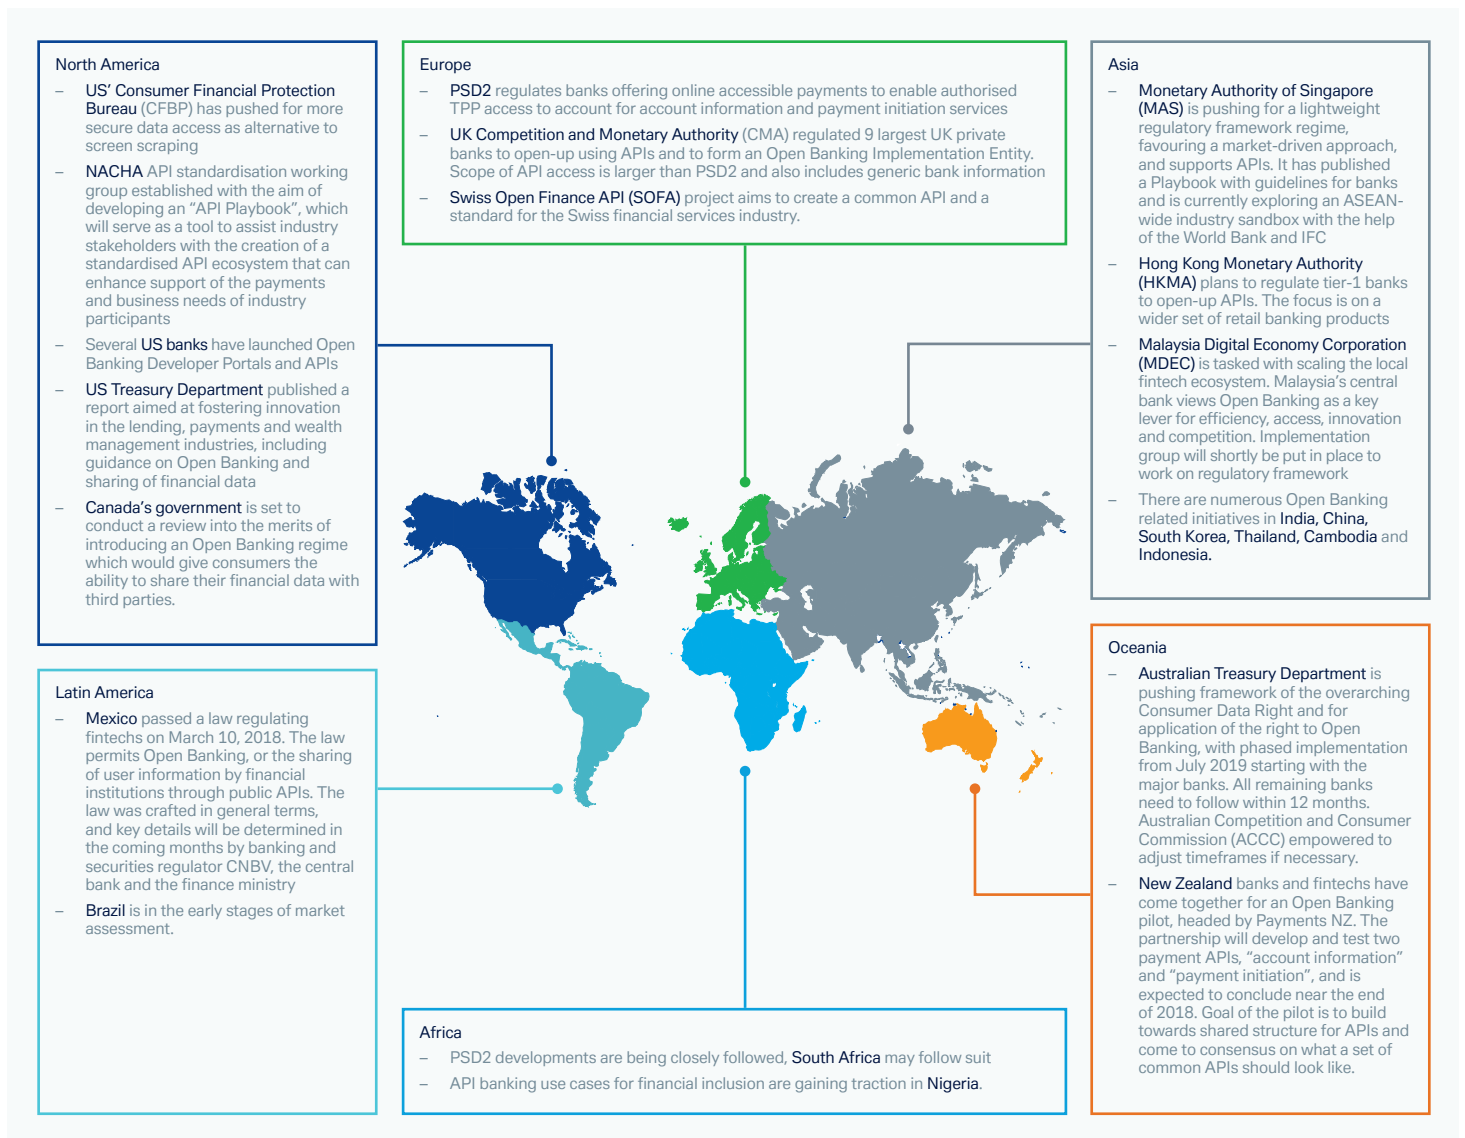 North America
– US’ Consumer Financial Protection
Bureau (CFBP) has pushed for more
secure data access as alternative to
screen scraping
– NACHA API standardisation working
group established with the aim of
developing an “API Playbook”, which
will serve as a tool to assist industry
stakeholders with the creation of a
standardised API ecosystem that can
enhance support of the payments
and business needs of industry
participants
– Several US banks have launched Open
Banking Developer Portals and APIs
– US Treasury Department published a
report aimed at fostering innovation
in the lending, payments and wealth
management industries, including
guidance on Open Banking and
sharing of financial data
– Canada’s government is set to
conduct a review into the merits of
introducing an Open Banking regime
which would give consumers the
ability to share their financial data with
third parties.
Latin America
– Mexico passed a law regulating
fintechs on March 10, 2018. The law
permits Open Banking, or the sharing
of user information by financial
institutions through public APIs. The
law was crafted in general terms,
and key details will be determined in
the coming months by banking and
securities regulator CNBV, the central
bank and the finance ministry
– Brazil is in the early stages of market
assessment.
Europe
– PSD2 regulates banks offering online accessible payments to enable authorised
TPP access to account for account information and payment initiation services
– UK Competition and Monetary Authority (CMA) regulated 9 largest UK private
banks to open-up using APIs and to form an Open Banking Implementation Entity.
Scope of API access is larger than PSD2 and also includes generic bank information
– Swiss Open Finance API (SOFA) project aims to create a common API and a
standard for the Swiss financial services industry.
Africa
– PSD2 developments are being closely followed, South Africa may follow suit
– API banking use cases for financial inclusion are gaining traction in Nigeria.
Asia
– Monetary Authority of Singapore
(MAS) is pushing for a lightweight
regulatory framework regime,
favouring a market-driven approach,
and supports APIs. It has published
a Playbook with guidelines for banks
and is currently exploring an ASEAN-
wide industry sandbox with the help
of the World Bank and IFC
– Hong Kong Monetary Authority
(HKMA) plans to regulate tier-1 banks
to open-up APIs. The focus is on a
wider set of retail banking products
– Malaysia Digital Economy Corporation
(MDEC) is tasked with scaling the local
fintech ecosystem. Malaysia’s central
bank views Open Banking as a key
lever for efficiency, access, innovation
and competition. Implementation
group will shortly be put in place to
work on regulatory framework
– There are numerous Open Banking
related initiatives in India, China,
South Korea, Thailand, Cambodia and
Indonesia.
Oceania
– Australian Treasury Department is
pushing framework of the overarching
Consumer Data Right and for
application of the right to Open
Banking, with phased implementation
from July 2019 starting with the
major banks. All remaining banks
need to follow within 12 months.
Australian Competition and Consumer
Commission (ACCC) empowered to
adjust timeframes if necessary.
– New Zealand banks and fintechs have
come together for an Open Banking
pilot, headed by Payments NZ. The
partnership will develop and test two
payment APIs, “account information”
and “payment initiation”, and is
expected to conclude near the end
of 2018. Goal of the pilot is to build
towards shared structure for APIs and
come to consensus on what a set of
common APIs should look like.